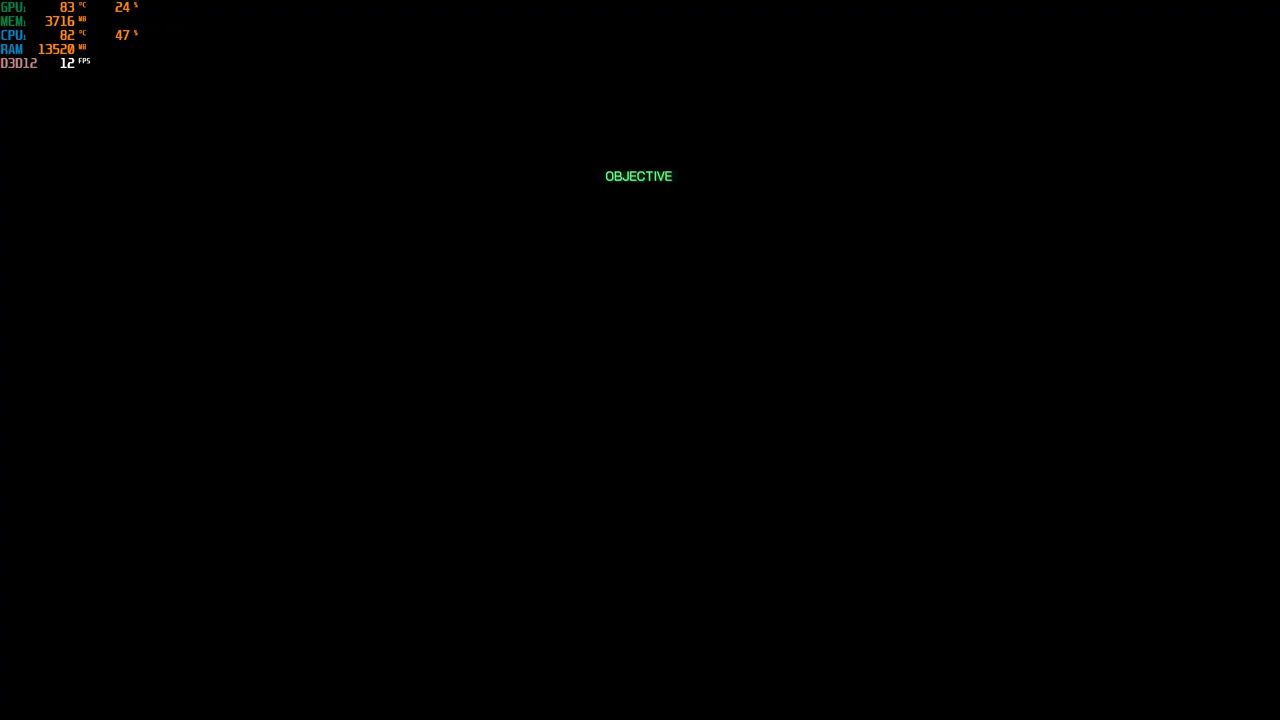 GPU: 83 °C 24 %
MEM: 3716 MB
CPU: 82 °C 47 %
RAM 13520 MB
D3D12 12 FPS
OBJECTIVE